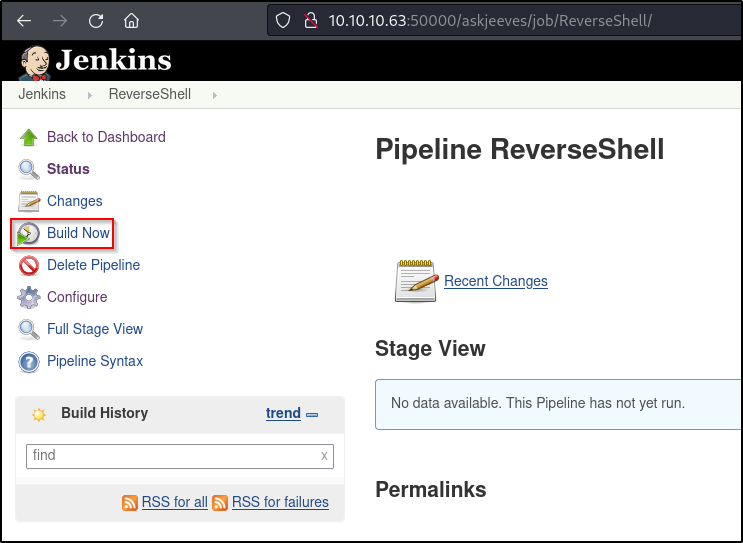 10.10.10.63:50000/askjeeves/job/ReverseShell/
Jenkins
Jenkins ReverseShell
Back to Dashboard
Status
Changes
Build Now
Delete Pipeline
Configure
Full Stage View
Pipeline Syntax
Build History trend
find x
RSS for all RSS for failures
Pipeline ReverseShell
Recent Changes
Stage View
No data available. This Pipeline has not yet run.
Permalinks